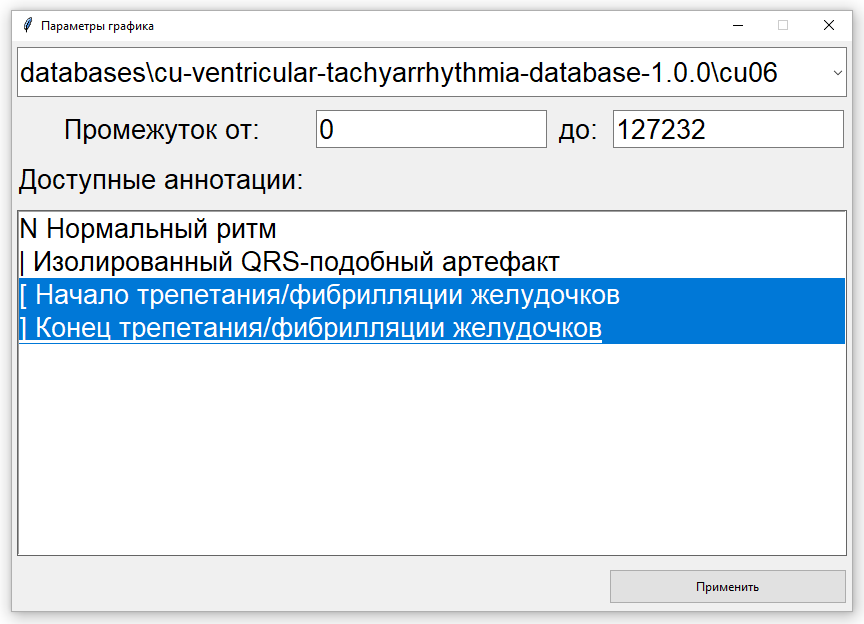 Параметры графика
databases\cu-ventricular-tachyarrhythmia-database-1.0.0\cu06
Промежуток от: 0 до: 127232
Доступные аннотации:
N Нормальный ритм
| Изолированный QRS-подобный артефакт
[ Начало трепетания/фибрилляции желудочков
] Конец трепетания/фибрилляции желудочков
Применить